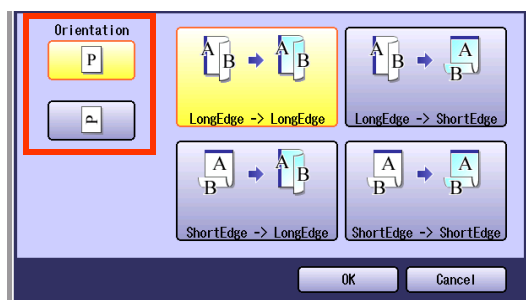 Orientation
P
P
A B A B
LongEdge -> LongEdge
A B A B
LongEdge -> ShortEdge
A B A B
ShortEdge -> LongEdge
A B A B
ShortEdge -> ShortEdge
OK
Cancel